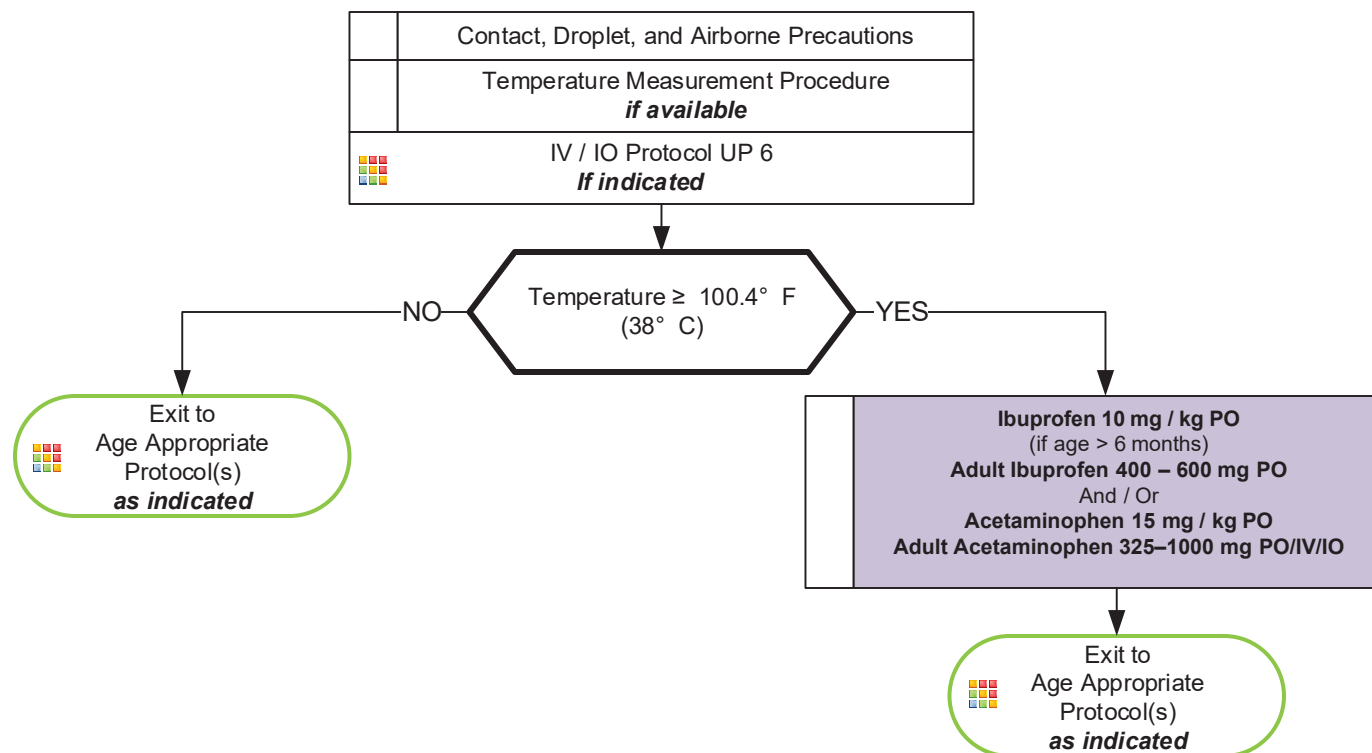 Contact, Droplet, and Airborne Precautions
Temperature Measurement Procedure
if available
IV / IO Protocol UP 6
If indicated
Temperature ≥ 100.4° F
(38° C)
NO
YES
Exit to
Age Appropriate
Protocol(s)
as indicated
Ibuprofen 10 mg / kg PO
(if age > 6 months)
Adult Ibuprofen 400 – 600 mg PO
And / Or
Acetaminophen 15 mg / kg PO
Adult Acetaminophen 325–1000 mg PO/IV/IO
Exit to
Age Appropriate
Protocol(s)
as indicated